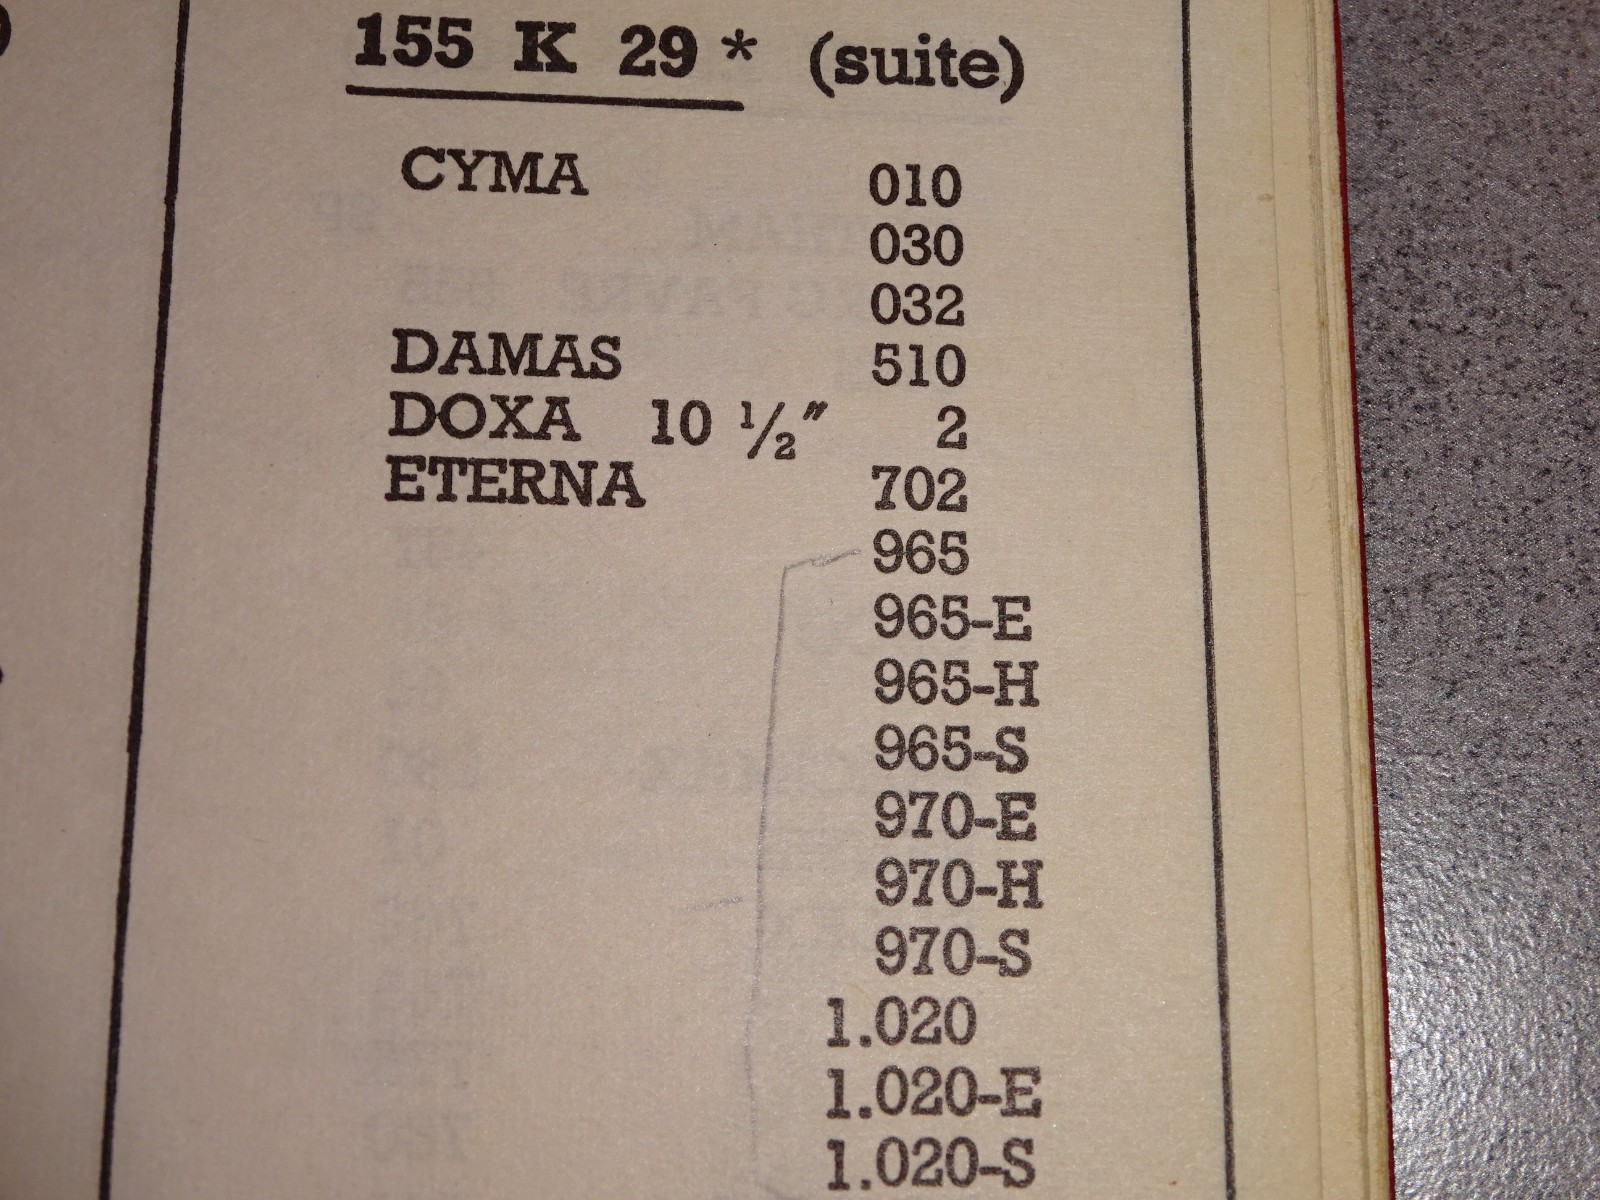 155 K 29 * (suite)
CYMA 010
030
032
DAMAS 510
DOXA 10 ½″ 2
ETERNA 702
965
965-E
965-H
965-S
970-E
970-H
970-S
1.020
1.020-E
1.020-S